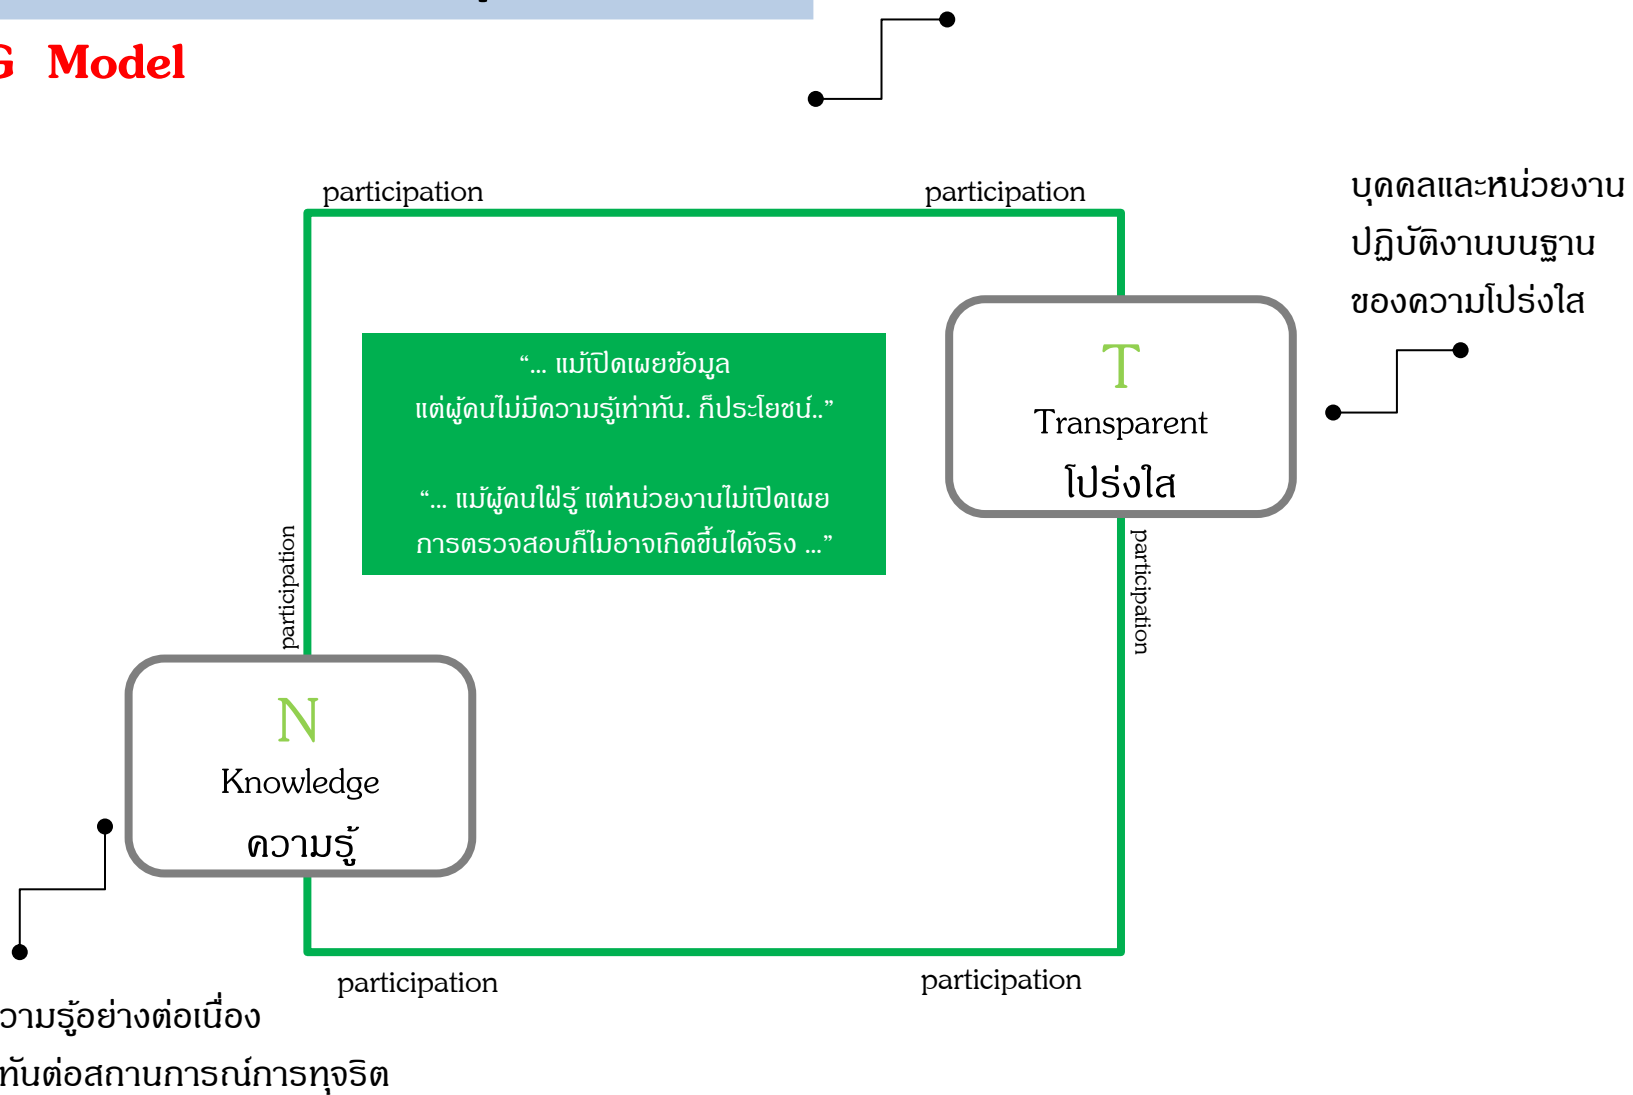 G Model
participation
participation
บุคคลและหน่วยงาน
ปฏิบัติงานบนฐาน
ของความโปร่งใส
“... แม้เปิดเผยข้อมูล
แต่ผู้คนไม่มีความรู้เท่าทัน. ก็ประโยชน์..”
“... แม้ผู้คนใฝ่รู้ แต่หน่วยงานไม่เปิดเผย
การตรวจสอบก็ไม่อาจเกิดขึ้นได้จริง ...”
T
Transparent
โปร่งใส
participation
participation
N
Knowledge
ความรู้
participation
participation
วามรู้อย่างต่อเนื่อง
ทันต่อสถานการณ์การทุจริต